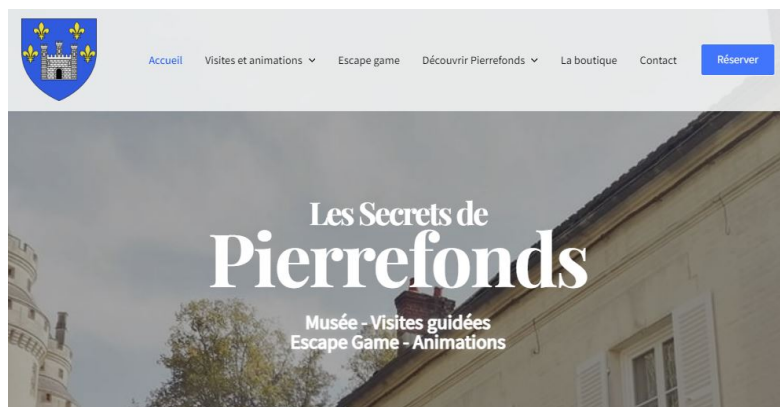 Accueil
Visites et animations
Escape game
Découvrir Pierrefonds
La boutique
Contact
Réserver
Les Secrets de
Pierrefonds
Musée - Visites guidées
Escape Game - Animations